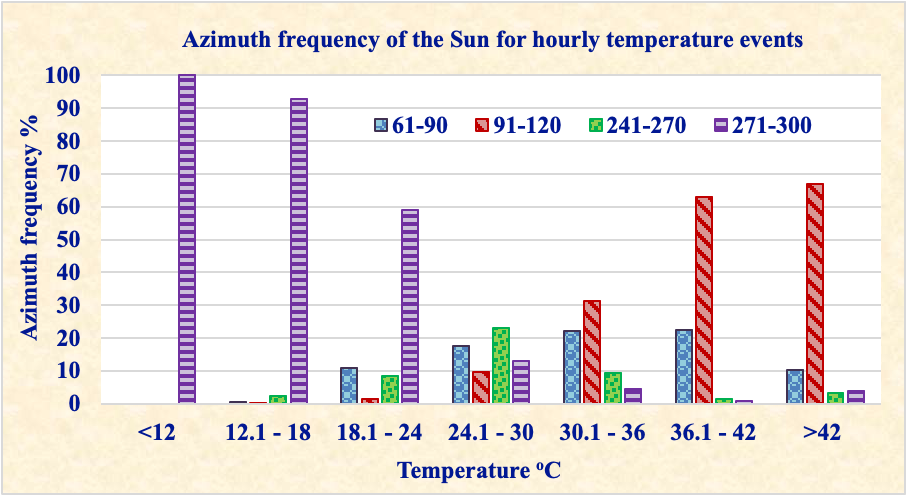 Azimuth frequency of the Sun for hourly temperature events
100
90
80
70
60
50
40
30
20
10
0
Azimuth frequency %
61-90 91-120 241-270 271-300
<12 12.1 - 18 18.1 - 24 24.1 - 30 30.1 - 36 36.1 - 42 >42
Temperature ºC